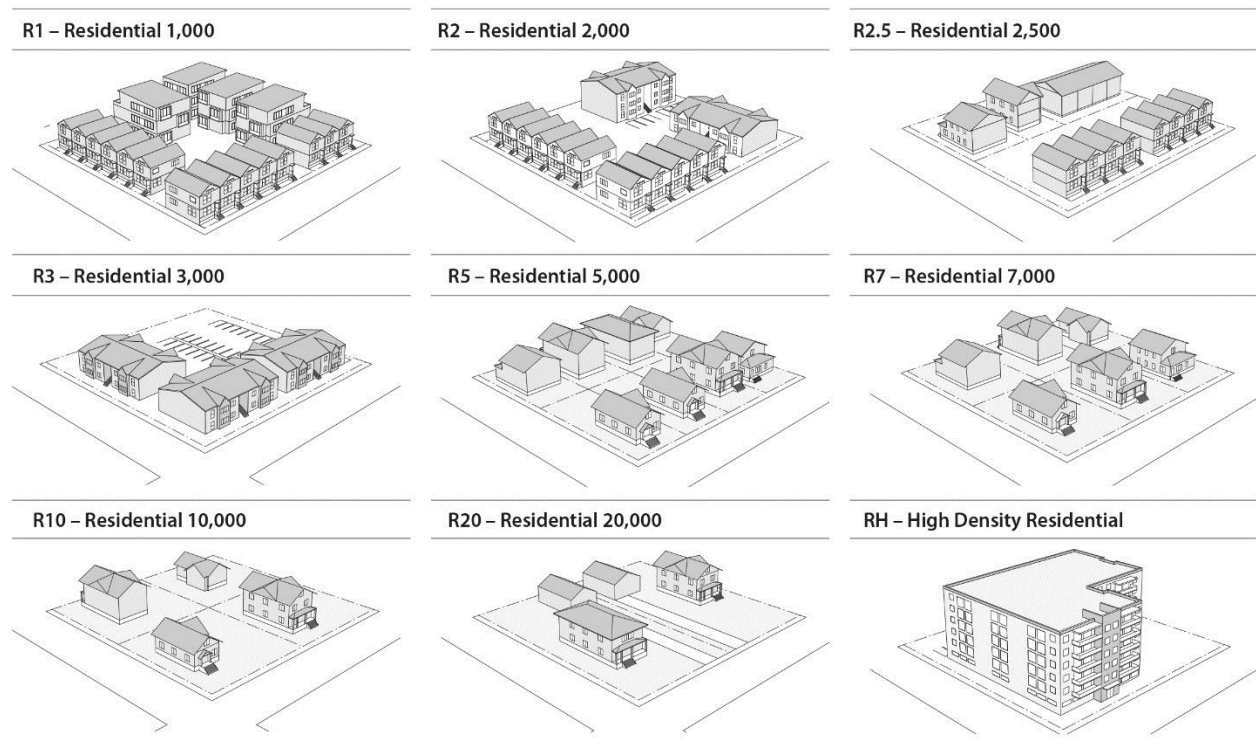 R1 – Residential 1,000
R2 – Residential 2,000
R2.5 – Residential 2,500
R3 – Residential 3,000
R5 – Residential 5,000
R7 – Residential 7,000
R10 – Residential 10,000
R20 – Residential 20,000
RH – High Density Residential